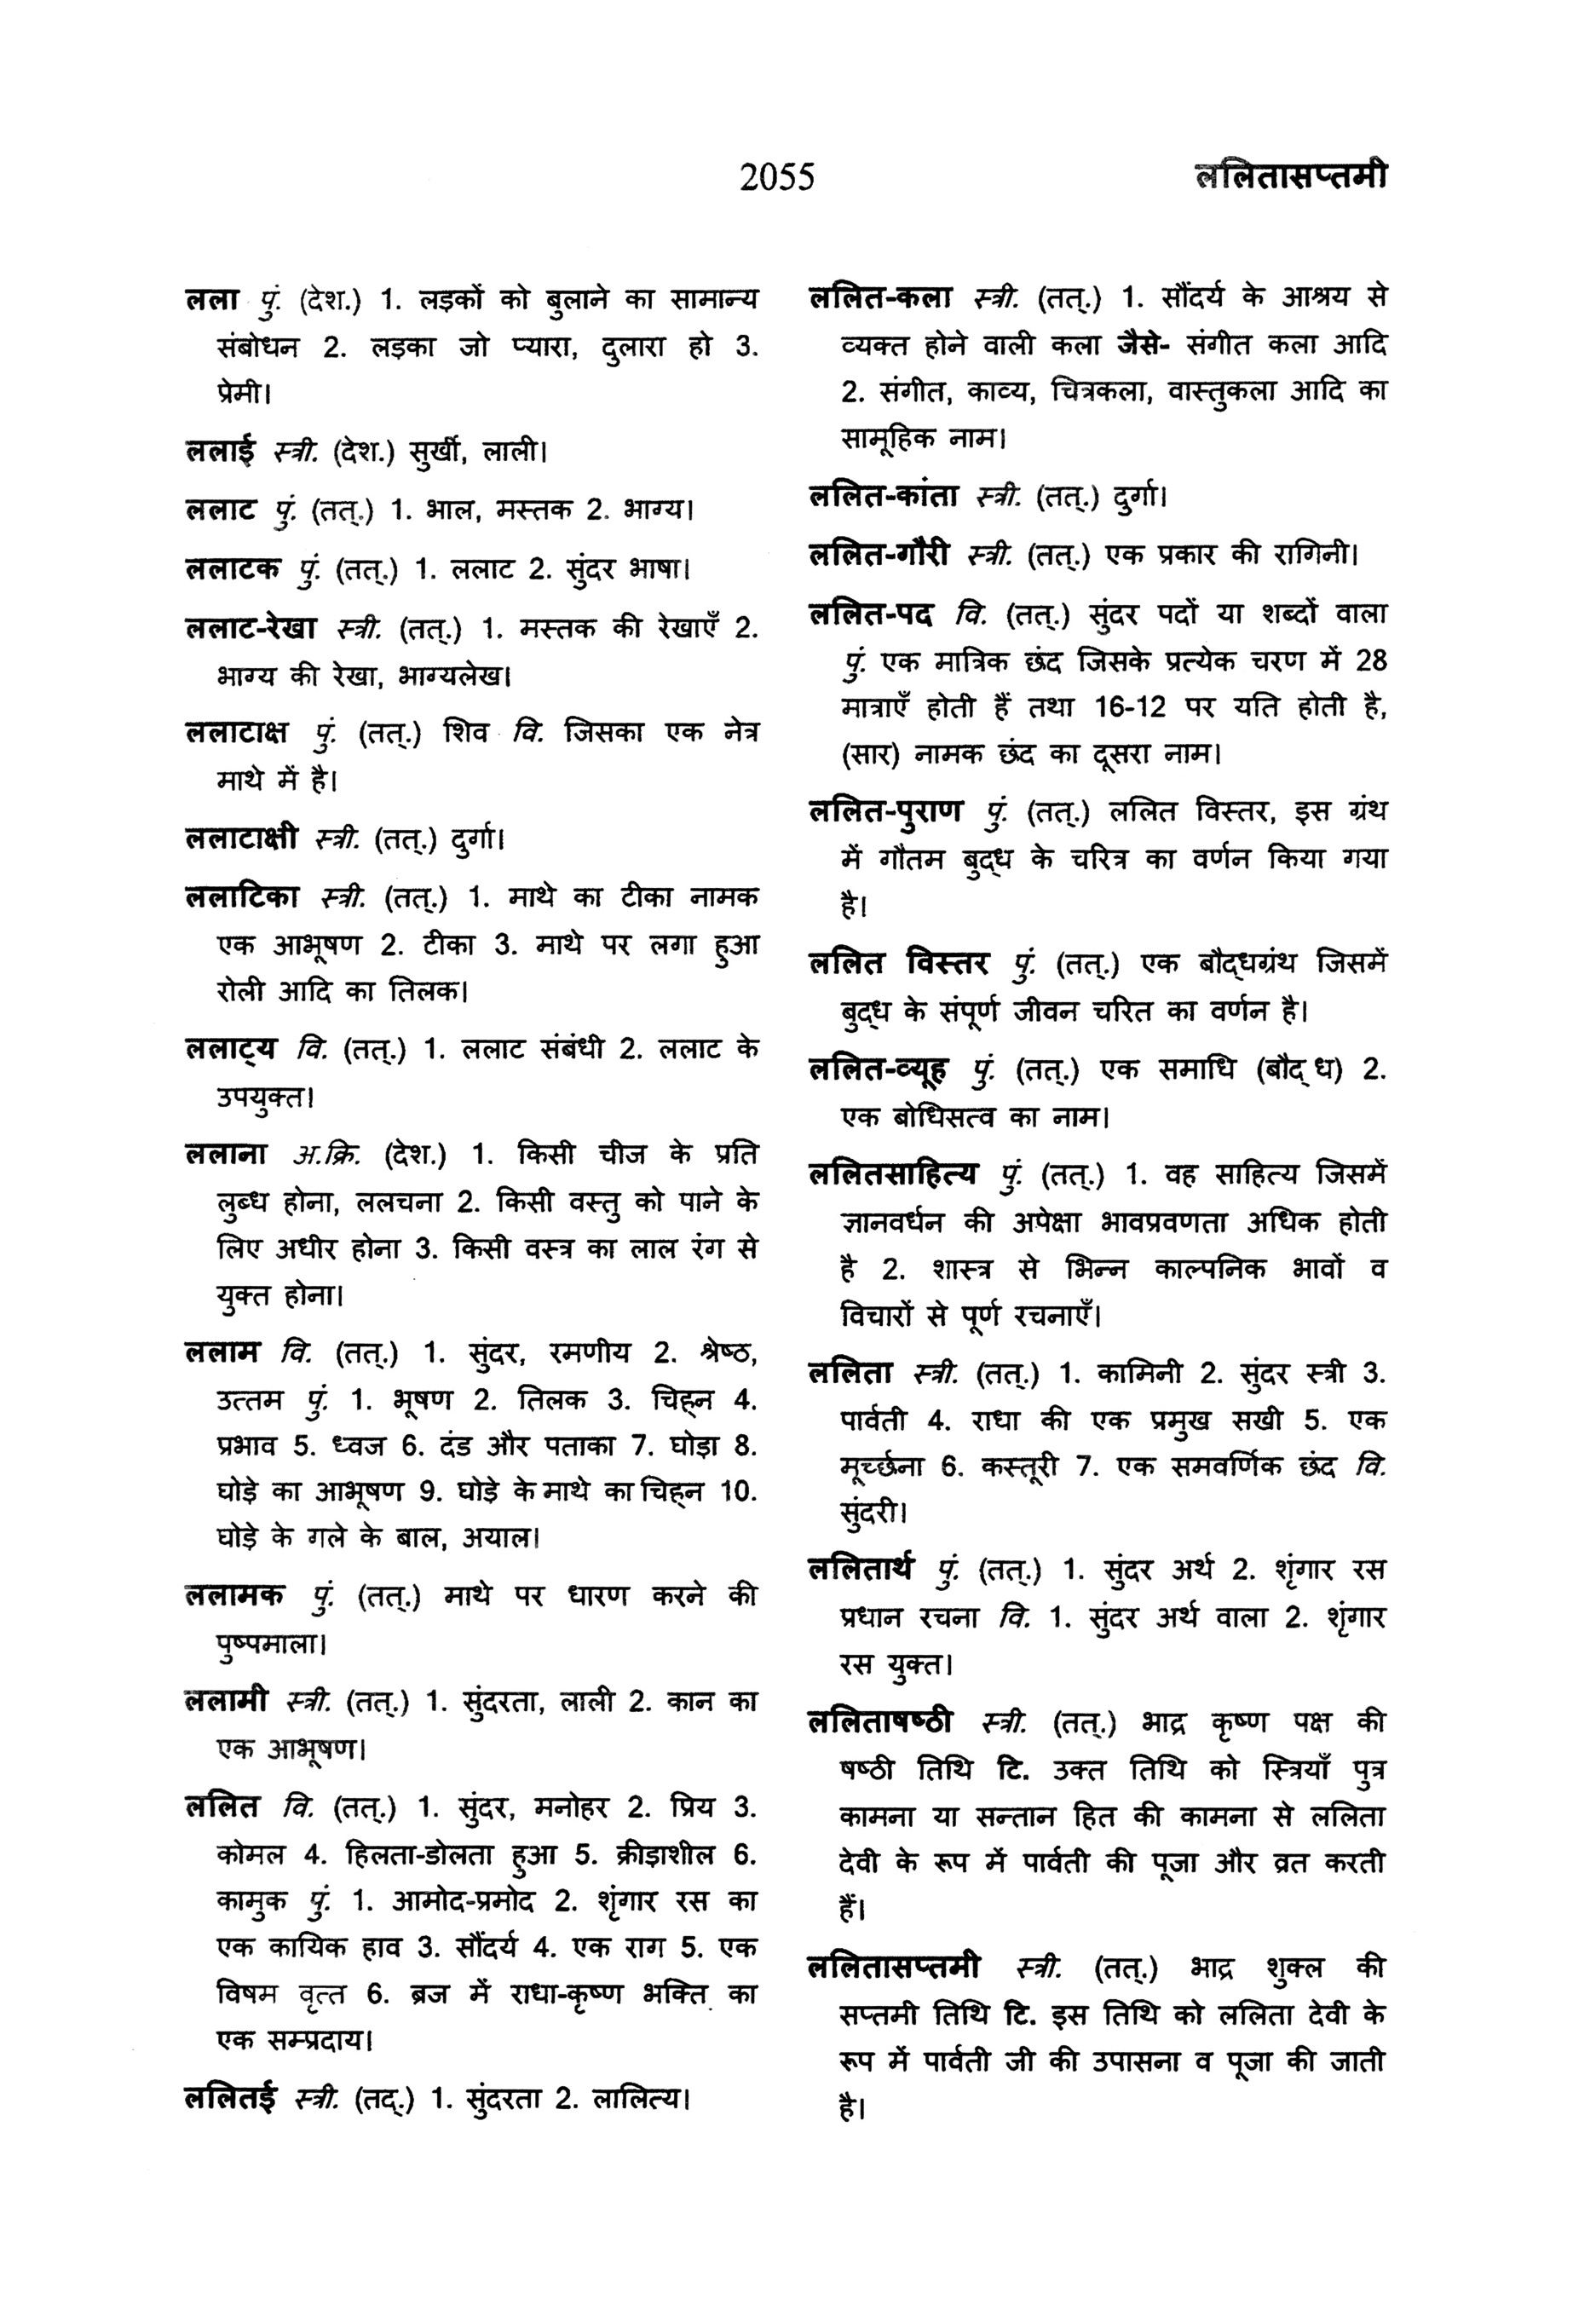 2055
ललितासप्तमी
लला पुं. (देश.) 1. लड़कों को बुलाने का सामान्य
संबोधन 2. लड़का जो प्यारा, दुलारा हो 3.
प्रेमी।
ललाई स्त्री. (देश.) सुर्खी, लाली।
ललाट पुं. (तत्.) 1. भाल, मस्तक 2. भाग्य।
ललाटक पुं. (तत्.) 1. ललाट 2. सुंदर भाषा।
ललाट-रेखा स्त्री. (तत्.) 1. मस्तक की रेखाएँ 2.
भाग्य की रेखा, भाग्यलेख।
ललाटाक्ष पुं. (तत्.) शिव वि. जिसका एक नेत्र
माथे में है।
ललाटाक्षी स्त्री. (तत्.) दुर्गा।
ललाटिका स्त्री. (तत्.) 1. माथे का टीका नामक
एक आभूषण 2. टीका 3. माथे पर लगा हुआ
रोली आदि का तिलक।
ललाट्य वि. (तत्.) 1. ललाट संबंधी 2. ललाट के
उपयुक्त।
ललाना अ.क्रि. (देश.) 1. किसी चीज के प्रति
लुब्ध होना, ललचना 2. किसी वस्तु को पाने के
लिए अधीर होना 3. किसी वस्त्र का लाल रंग से
युक्त होना।
ललाम वि. (तत्.) 1. सुंदर, रमणीय 2. श्रेष्ठ,
उत्तम पुं. 1. भूषण 2. तिलक 3. चिह्न 4.
प्रभाव 5. ध्वज 6. दंड और पताका 7. घोड़ा 8.
घोड़े का आभूषण 9. घोड़े के माथे का चिह्न 10.
घोड़े के गले के बाल, अयाल।
ललामक पुं. (तत्.) माथे पर धारण करने की
पुष्पमाला।
ललामी स्त्री. (तत्.) 1. सुंदरता, लाली 2. कान का
एक आभूषण।
ललित वि. (तत्.) 1. सुंदर, मनोहर 2. प्रिय 3.
कोमल 4. हिलता-डोलता हुआ 5. क्रीड़ाशील 6.
कामुक पुं. 1. आमोद-प्रमोद 2. शृंगार रस का
एक कायिक हाव 3. सौंदर्य 4. एक राग 5. एक
विषम वृत्त 6. ब्रज में राधा-कृष्ण भक्ति का
एक सम्प्रदाय।
ललितई स्त्री. (तद्.) 1. सुंदरता 2. लालित्य।
ललित-कला स्त्री. (तत्.) 1. सौंदर्य के आश्रय से
व्यक्त होने वाली कला जैसे- संगीत कला आदि
2. संगीत, काव्य, चित्रकला, वास्तुकला आदि का
सामूहिक नाम।
ललित-कांता स्त्री. (तत्.) दुर्गा।
ललित-गौरी स्त्री. (तत्.) एक प्रकार की रागिनी।
ललित-पद वि. (तत्.) सुंदर पदों या शब्दों वाला
पुं. एक मात्रिक छंद जिसके प्रत्येक चरण में 28
मात्राएँ होती हैं तथा 16-12 पर यति होती है,
(सार) नामक छंद का दूसरा नाम।
ललित-पुराण पुं. (तत्.) ललित विस्तर, इस ग्रंथ
में गौतम बुद्ध के चरित्र का वर्णन किया गया
है।
ललित विस्तर पुं. (तत्.) एक बौद्धग्रंथ जिसमें
बुद्ध के संपूर्ण जीवन चरित का वर्णन है।
ललित-व्यूह पुं. (तत्.) एक समाधि (बौद् ध) 2.
एक बोधिसत्व का नाम।
ललितसाहित्य पुं. (तत्.) 1. वह साहित्य जिसमें
ज्ञानवर्धन की अपेक्षा भावप्रवणता अधिक होती
है 2. शास्त्र से भिन्न काल्पनिक भावों व
विचारों से पूर्ण रचनाएँ।
ललिता स्त्री. (तत्.) 1. कामिनी 2. सुंदर स्त्री 3.
पार्वती 4. राधा की एक प्रमुख सखी 5. एक
मूर्च्छना 6. कस्तूरी 7. एक समवर्णिक छंद वि.
सुंदरी।
ललितार्थ पुं. (तत्.) 1. सुंदर अर्थ 2. शृंगार रस
प्रधान रचना वि. 1. सुंदर अर्थ वाला 2. शृंगार
रस युक्त।
ललिताषष्ठी स्त्री. (तत्.) भाद्र कृष्ण पक्ष की
षष्ठी तिथि टि. उक्त तिथि को स्त्रियाँ पुत्र
कामना या सन्तान हित की कामना से ललिता
देवी के रूप में पार्वती की पूजा और व्रत करती
हैं।
ललितासप्तमी स्त्री. (तत्.) भाद्र शुक्ल की
सप्तमी तिथि टि. इस तिथि को ललिता देवी के
रूप में पार्वती जी की उपासना व पूजा की जाती
है।